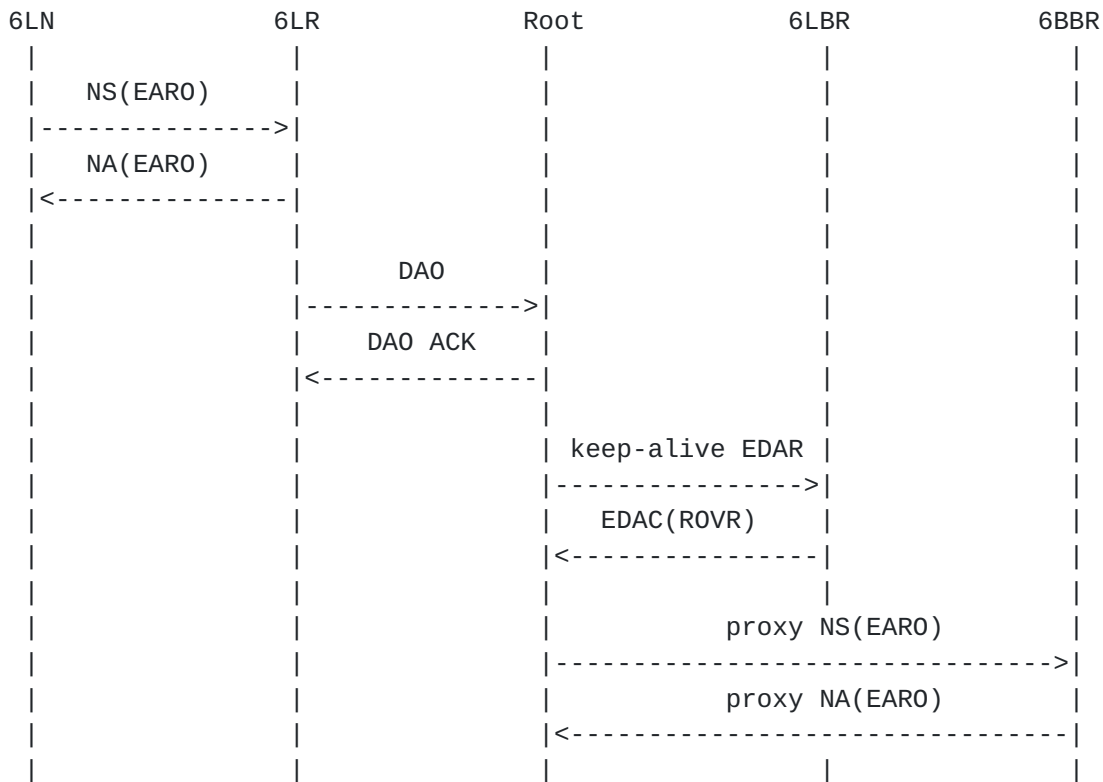 6LN 6LR Root 6LBR 6BBR
NS(EARO)
NA(EARO)
DAO
DAO ACK
keep-alive EDAR
EDAC(ROVR)
proxy NS(EARO)
proxy NA(EARO)